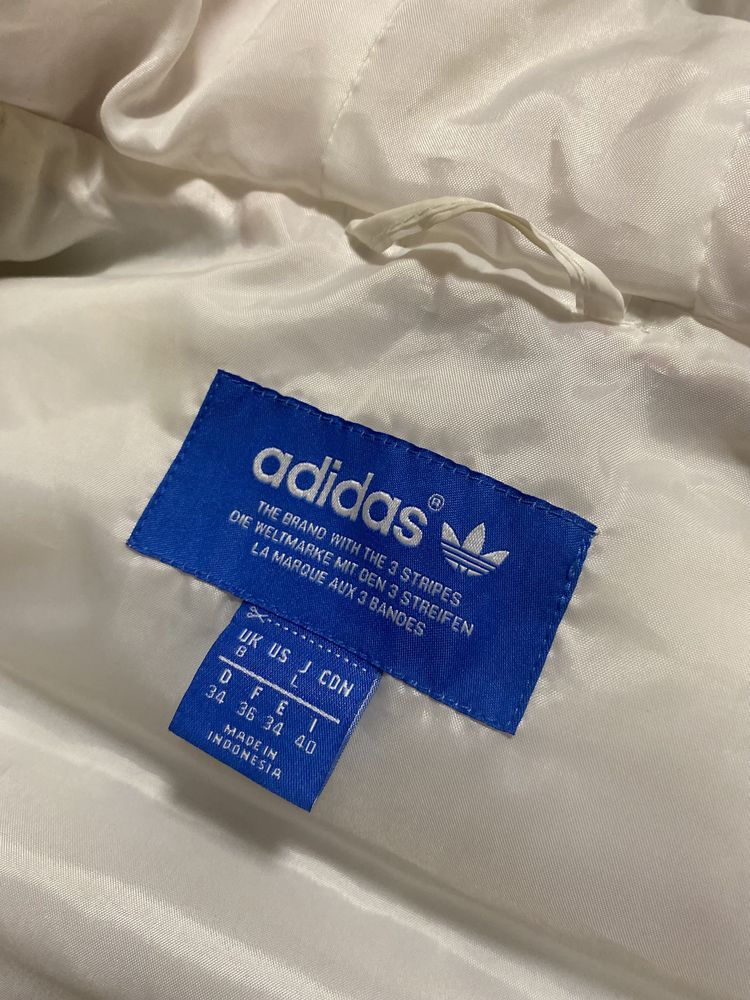 adidas®
THE BRAND WITH THE 3 STRIPES
DIE WELTMARKE MIT DEN 3 STREIFEN
LA MARQUE AUX 3 BANDES
UK US J CDN
8 L
D F E I
34 36 34 40
MADE IN
INDONESIA